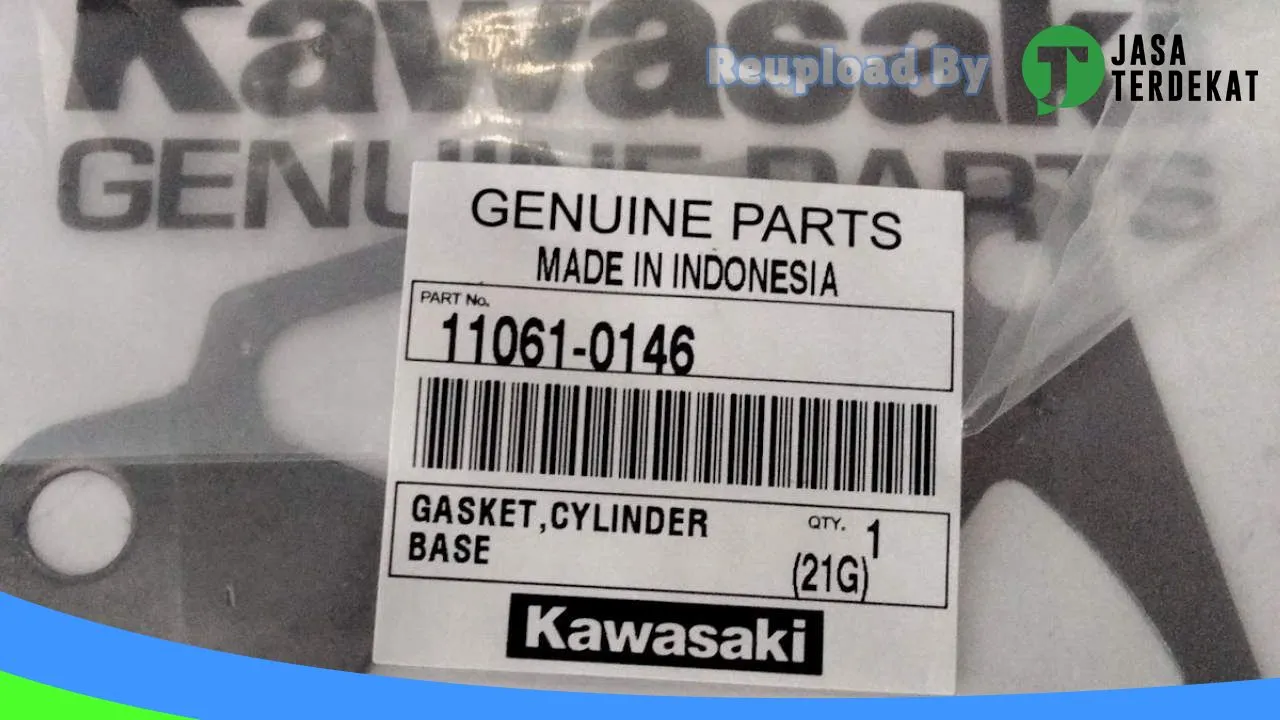 Kawasaki
Reupload By
JASA
TERDEKAT
GENUINE PARTS
GENUINE PARTS
MADE IN INDONESIA
PART No.
11061-0146
GASKET,CYLINDER
BASE
QTY. 1
(21G)
Kawasaki